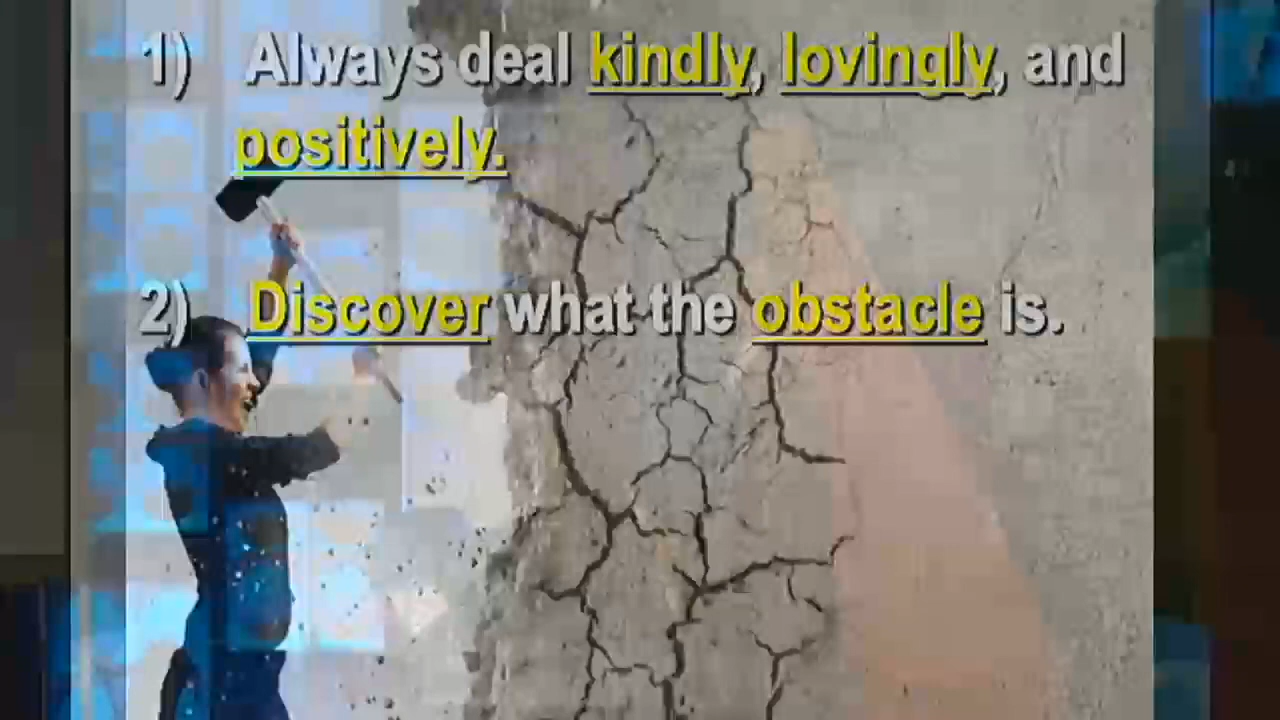 1) Always deal kindly, lovingly, and
positively.
2) Discover what the obstacle is.